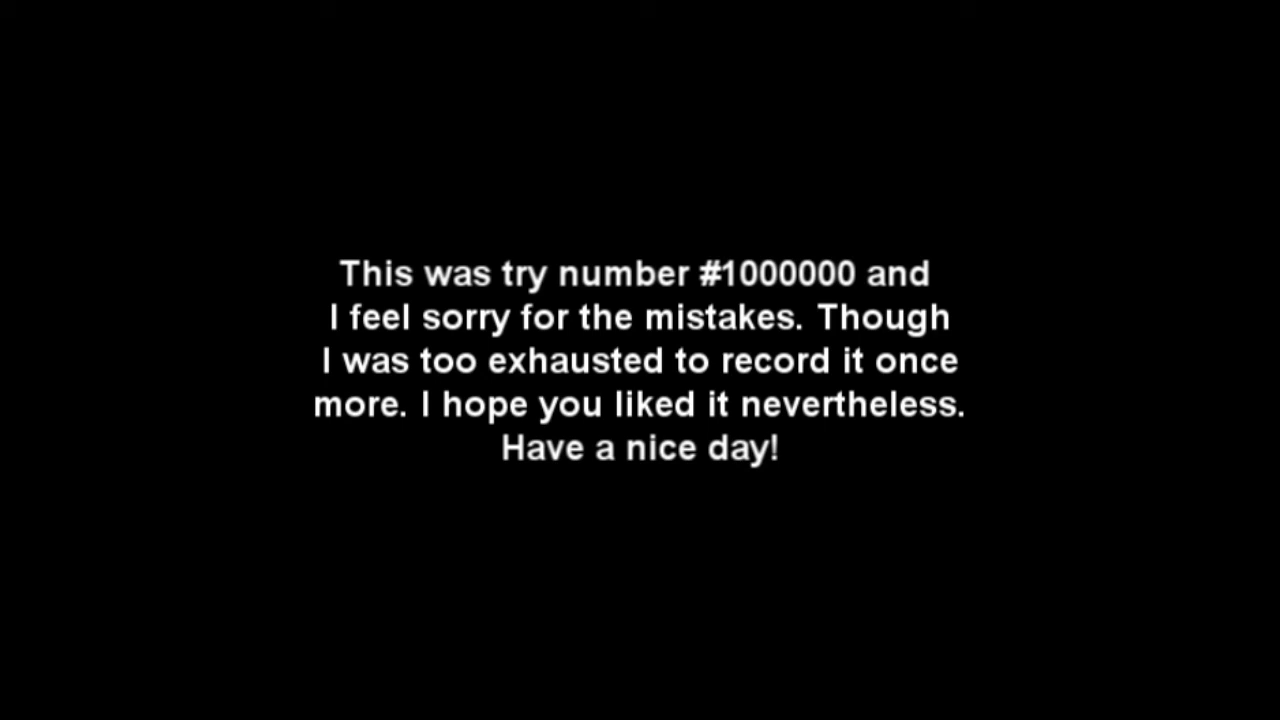 This was try number #1000000 and
I feel sorry for the mistakes. Though
I was too exhausted to record it once
more. I hope you liked it nevertheless.
Have a nice day!